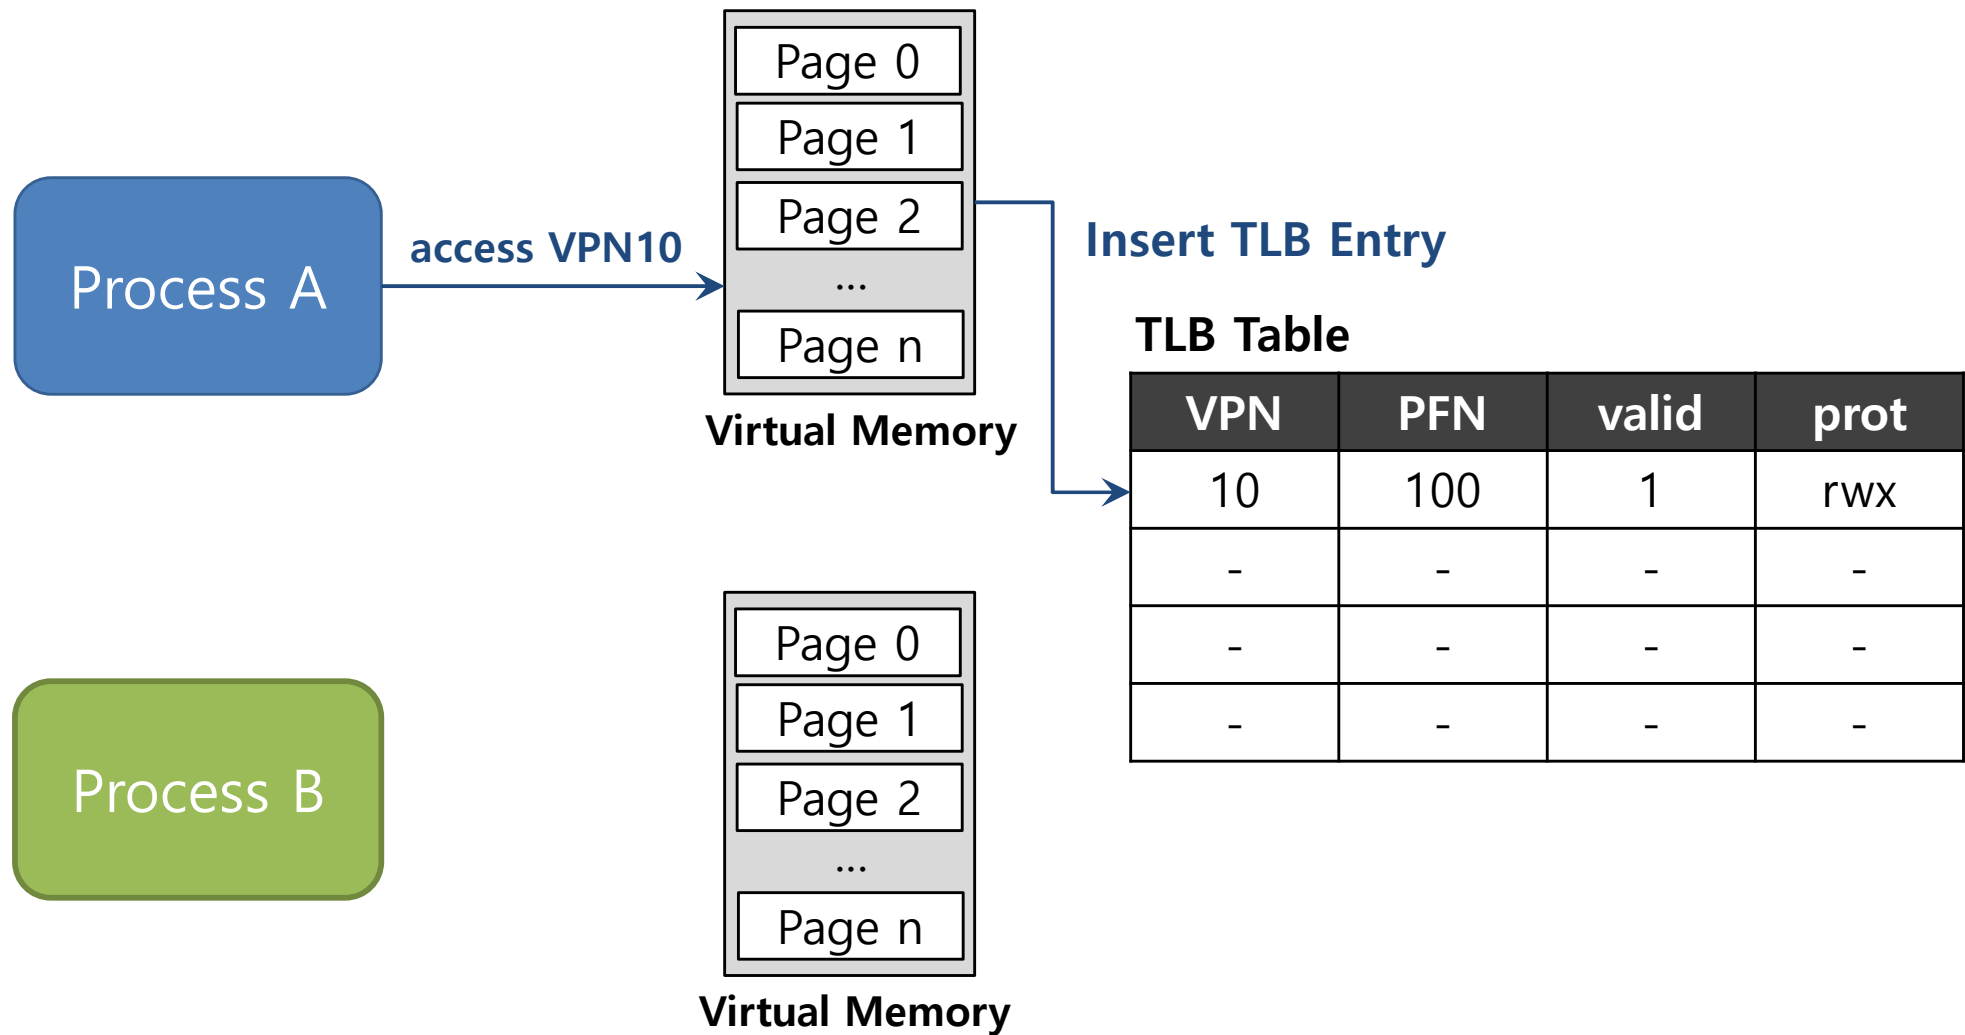 Process A
access VPN10
Page 0
Page 1
Page 2
...
Page n
Virtual Memory
Insert TLB Entry
TLB Table
VPN PFN valid prot
10 100 1 rwx
- - - -
- - - -
- - - -
Process B
Page 0
Page 1
Page 2
...
Page n
Virtual Memory